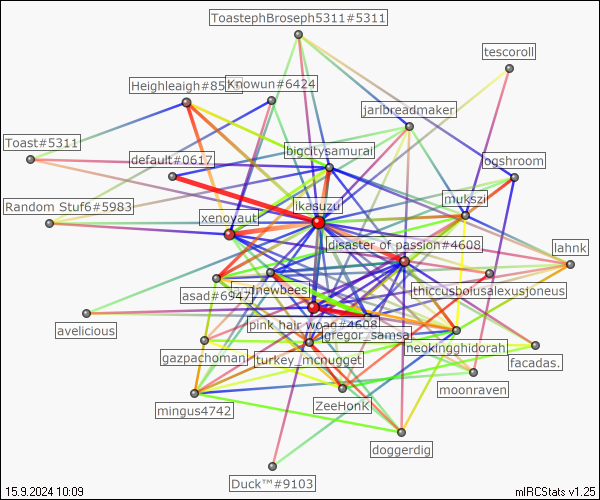 ToastephBroseph5311#5311
tescoroll
Heighleaigh#85
Knowun#6424
jarlbreadmaker
Toast#5311
default#0617
bigcitysamurai
ogshroom
Random Stuf6#5983
xenoyaut
ikasuzu
mukszi
disaster of passion#4608
lahnk
asad#6947
newbees
thiccusboiusalexusjoneus
avelicious
pink hair woag#4608
gregor_samsa
gazpachoman
turkey_mcnugget
neokingghidorah
facadas.
moonraven
mingus4742
ZeeHonK
doggerdig
Duck™#9103
15.9.2024 10:09
mIRCStats v1.25